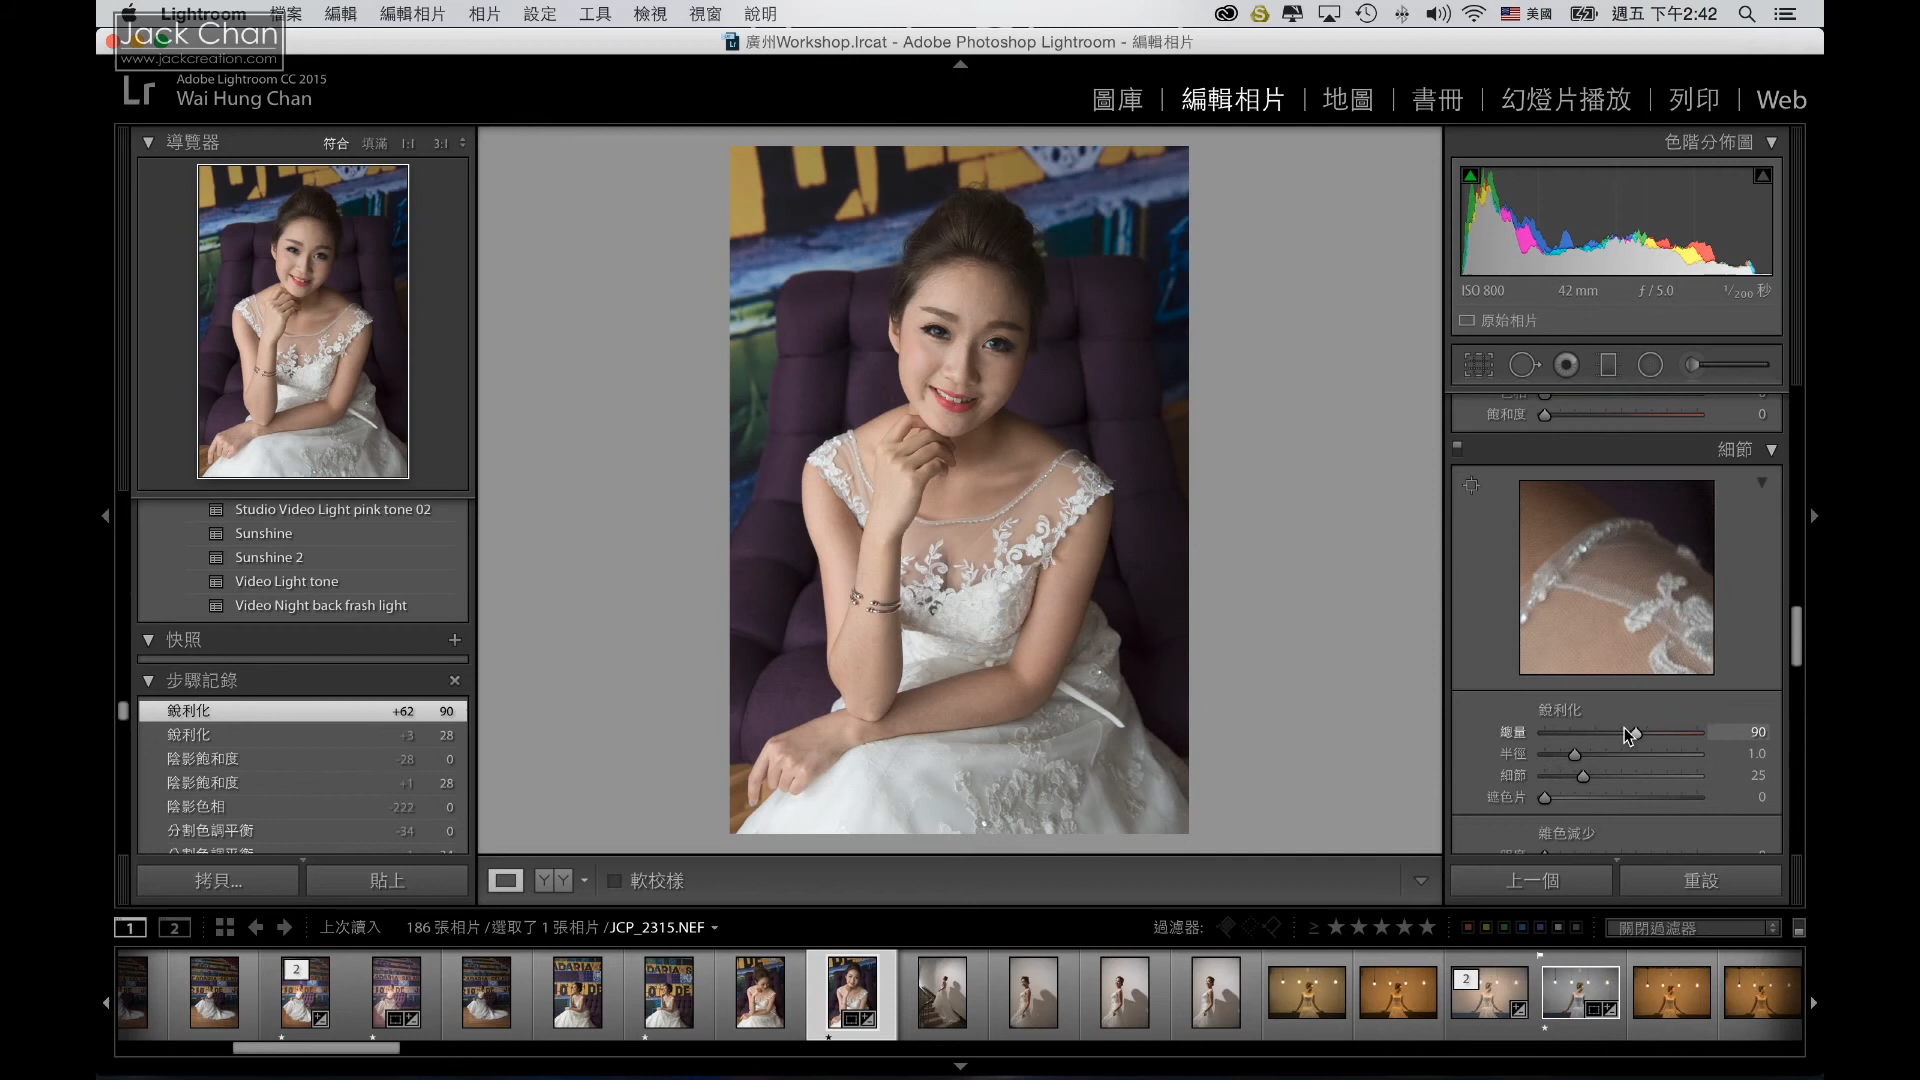 Lightroom 檔案 編輯 編輯相片 相片 設定 工具 檢視 視窗 說明
美國 週五 下午2:42
Jack Chan
www.jackcreation.com
廣州Workshop.lrcat - Adobe Photoshop Lightroom - 編輯相片
Lr
Adobe Lightroom CC 2015
Wai Hung Chan
圖庫 | 編輯相片 | 地圖 | 書冊 | 幻燈片播放 | 列印 | Web
導覽器 符合 填滿 1:1 3:1
Studio Video Light pink tone 02
Sunshine
Sunshine 2
Video Light tone
Video Night back frash light
快照
步驟記錄
銳利化 +62 90
銳利化 +3 28
陰影飽和度 -28 0
陰影飽和度 +1 28
陰影色相 -222 0
分割色調平衡 -34 0
拷貝... 貼上
軟校樣
色階分佈圖
ISO 800 42 mm ƒ / 5.0 1/200 秒
原始相片
飽和度 0
細節
銳利化
總量 90
半徑 1.0
細節 25
遮色片 0
雜色減少
上一個 重設
1 2 上次讀入 186 張相片 /選取了 1 張相片 /JCP_2315.NEF
過濾器: ≥ 關閉過濾器
2
2